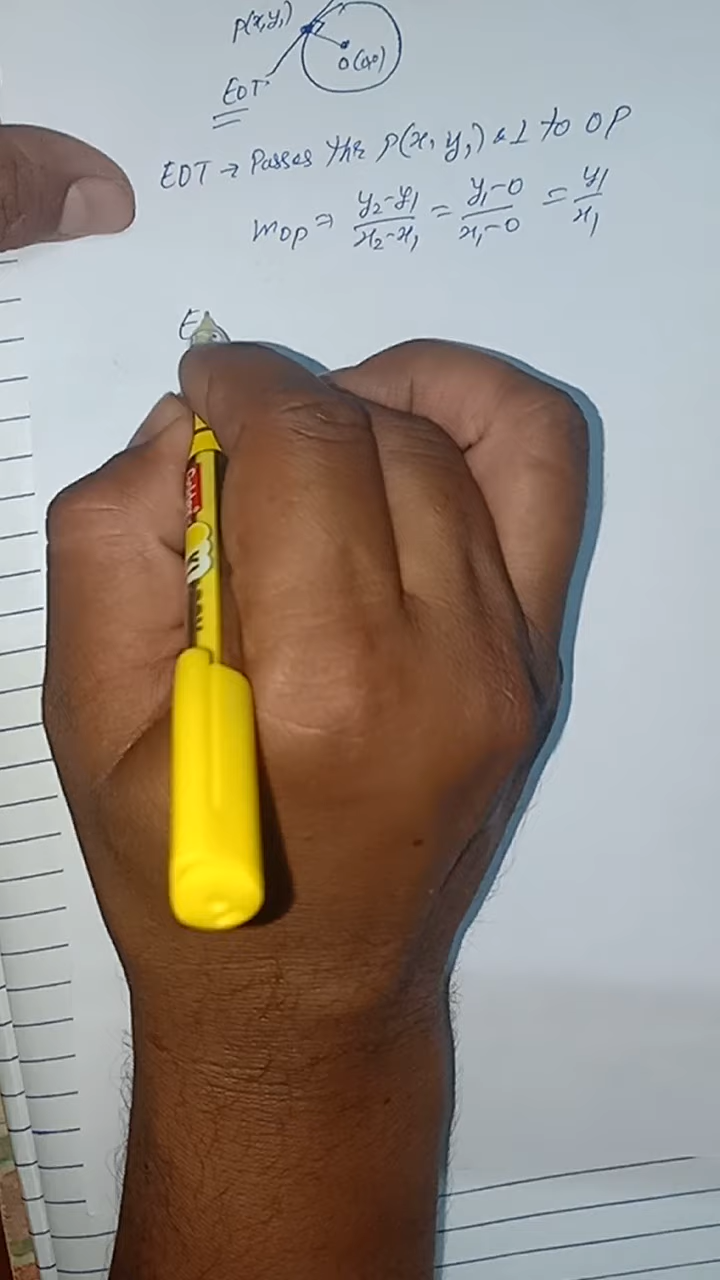 P(x,y₁)
O(0,0)
EOT
EOT → Passes thr P(x₁ y₁) & ⊥ to OP
mOP ⇒ y₂-y₁/x₂-x₁ = y₁-0/x₁-0 = y₁/x₁
E